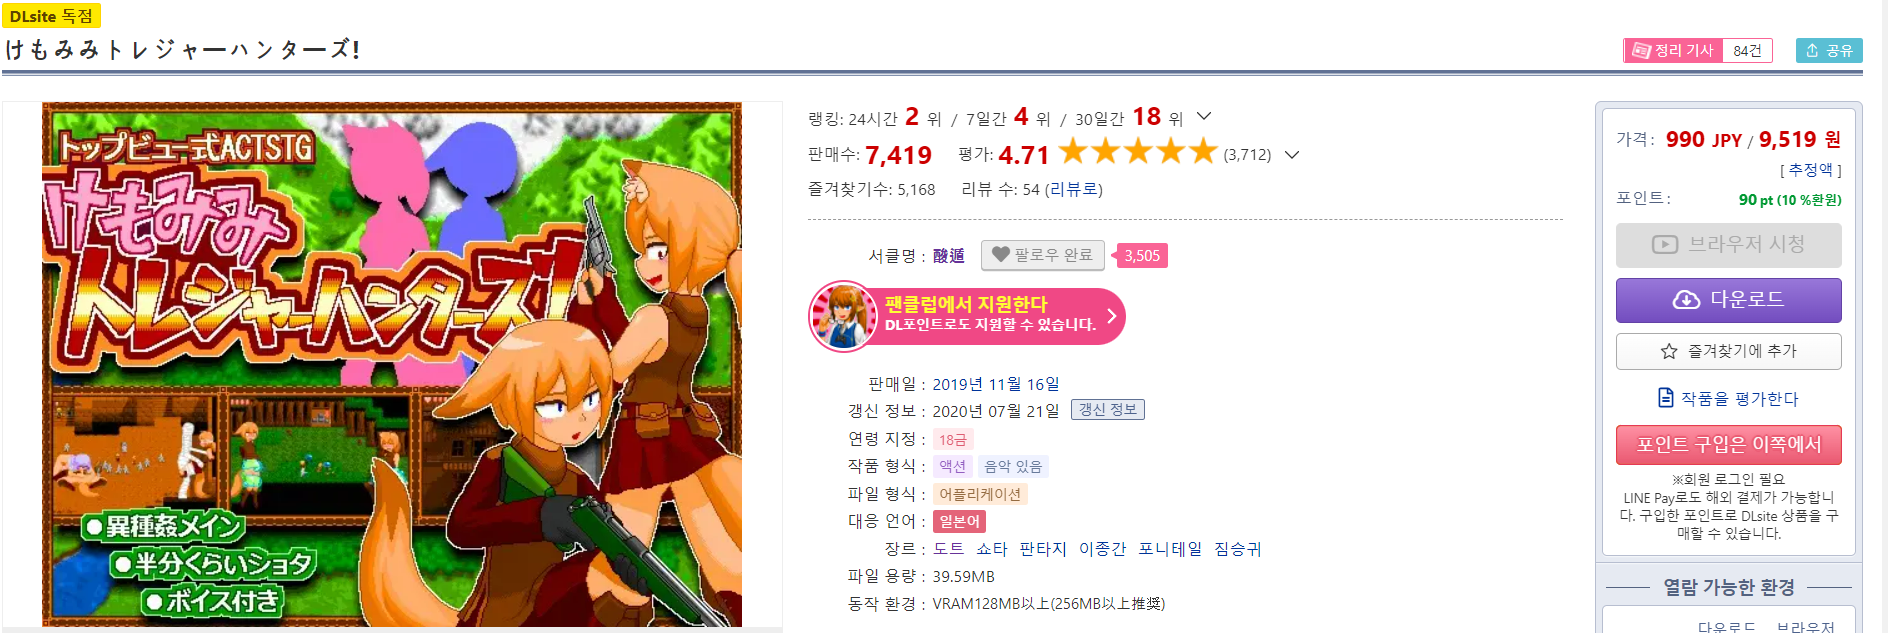 DLsite 독점
けもみみトレジャーハンターズ!
정리 기사 84건
공유
トップビュー式ACTSTG
けもみみ
トレジャーハンターズ!
●異種姦メイン
●半分くらいショタ
●ボイス付き
랭킹: 24시간 2 위 / 7일간 4 위 / 30일간 18 위
판매수: 7,419 평가: 4.71 (3,712)
즐겨찾기수: 5,168 리뷰 수: 54 (리뷰로)
서클명 : 酸遁 팔로우 완료 3,505
팬클럽에서 지원한다
DL포인트로도 지원할 수 있습니다.
판매일 : 2019년 11월 16일
갱신 정보 : 2020년 07월 21일 갱신 정보
연령 지정 : 18금
작품 형식 : 액션 음악 있음
파일 형식 : 어플리케이션
대응 언어 : 일본어
장르 : 도트 쇼타 판타지 이종간 포니테일 짐승귀
파일 용량 : 39.59MB
동작 환경 : VRAM128MB以上(256MB以上推奨)
가격 : 990 JPY / 9,519 원
[ 추정액 ]
포인트 : 90 pt (10 %환원)
브라우저 시청
다운로드
즐겨찾기에 추가
작품을 평가한다
포인트 구입은 이쪽에서
※회원 로그인 필요
LINE Pay로도 해외 결제가 가능합니
다. 구입한 포인트로 DLsite 상품을 구
매할 수 있습니다.
열람 가능한 환경
다운로드 브라우저